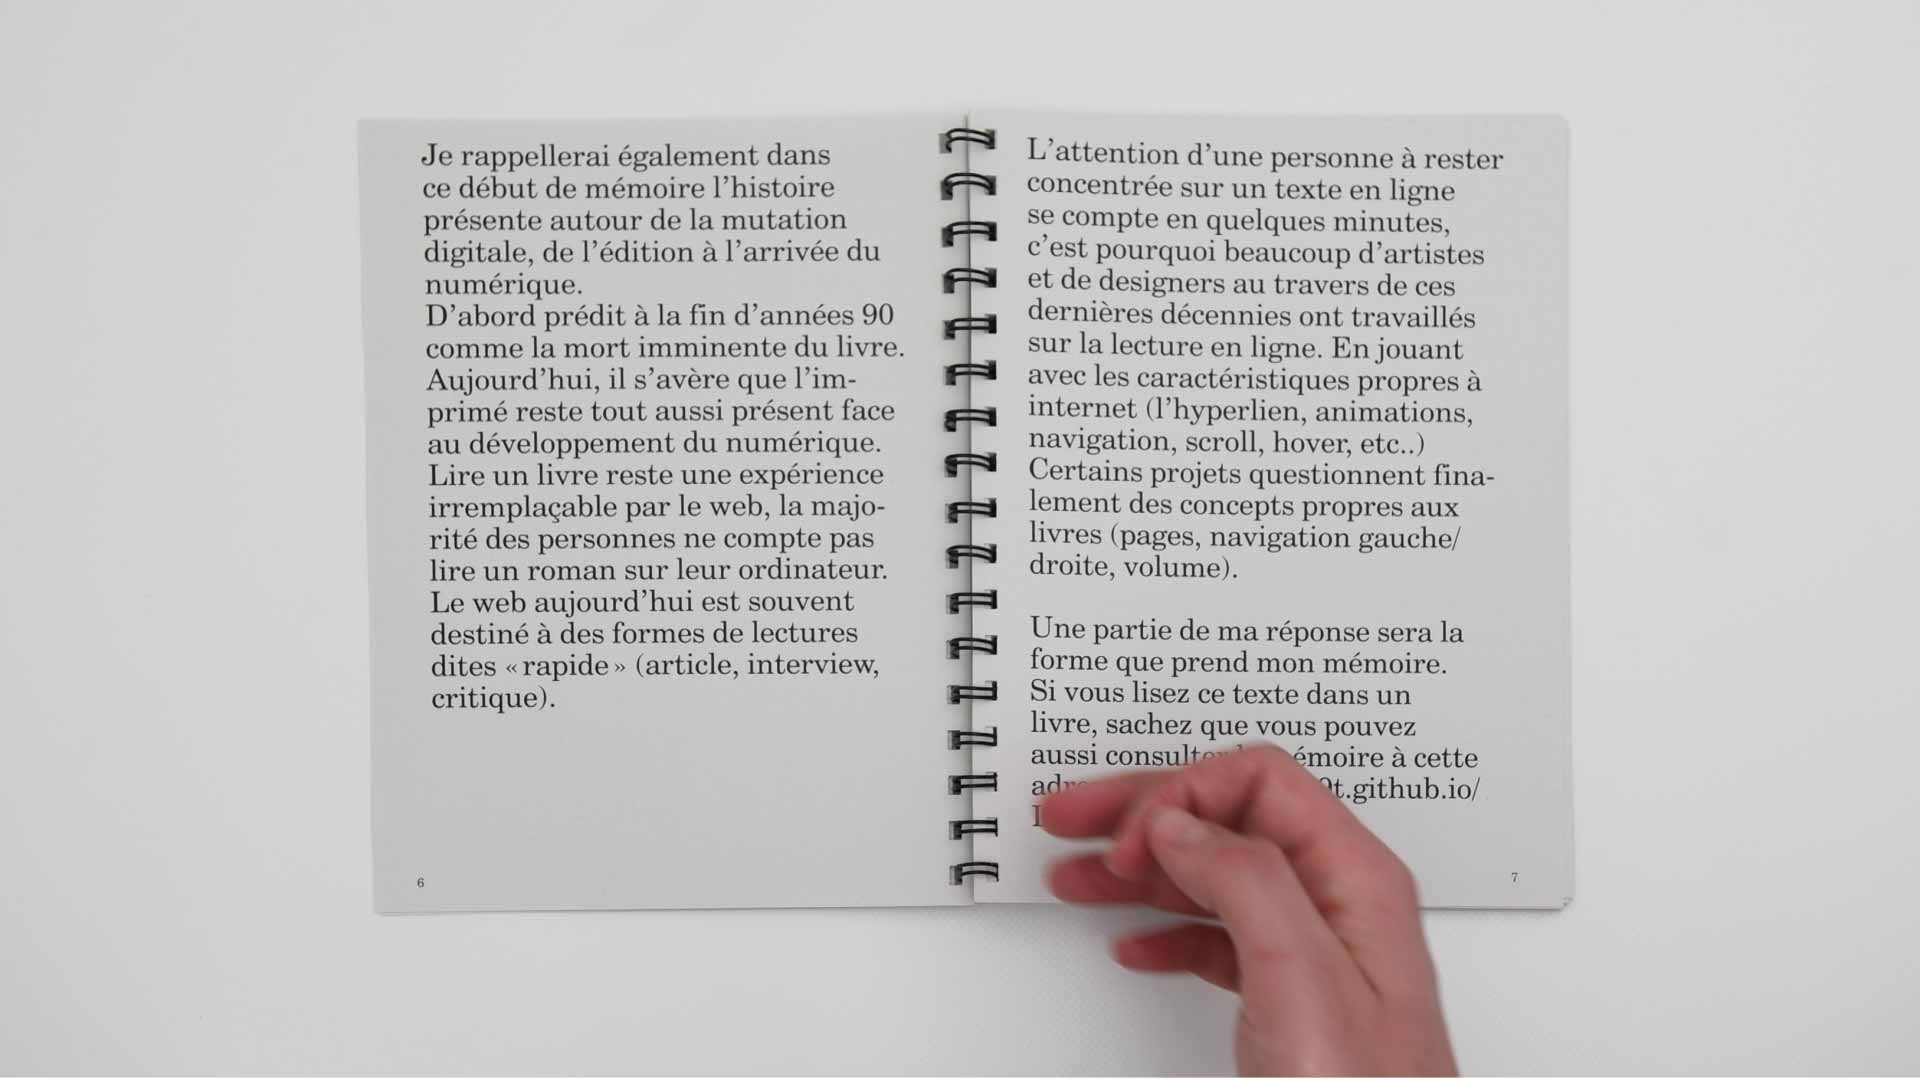 Je rappellerai également dans
ce début de mémoire l’histoire
présente autour de la mutation
digitale, de l’édition à l’arrivée du
numérique.
D’abord prédit à la fin d’années 90
comme la mort imminente du livre.
Aujourd’hui, il s’avère que l’im-
primé reste tout aussi présent face
au développement du numérique.
Lire un livre reste une expérience
irremplaçable par le web, la majo-
rité des personnes ne compte pas
lire un roman sur leur ordinateur.
Le web aujourd’hui est souvent
destiné à des formes de lectures
dites « rapide » (article, interview,
critique).
6
L’attention d’une personne à rester
concentrée sur un texte en ligne
se compte en quelques minutes,
c’est pourquoi beaucoup d’artistes
et de designers au travers de ces
dernières décennies ont travaillés
sur la lecture en ligne. En jouant
avec les caractéristiques propres à
internet (l’hyperlien, animations,
navigation, scroll, hover, etc..)
Certains projets questionnent fina-
lement des concepts propres aux
livres (pages, navigation gauche/
droite, volume).
Une partie de ma réponse sera la
forme que prend mon mémoire.
Si vous lisez ce texte dans un
livre, sachez que vous pouvez
aussi à cette
.github.io/
7